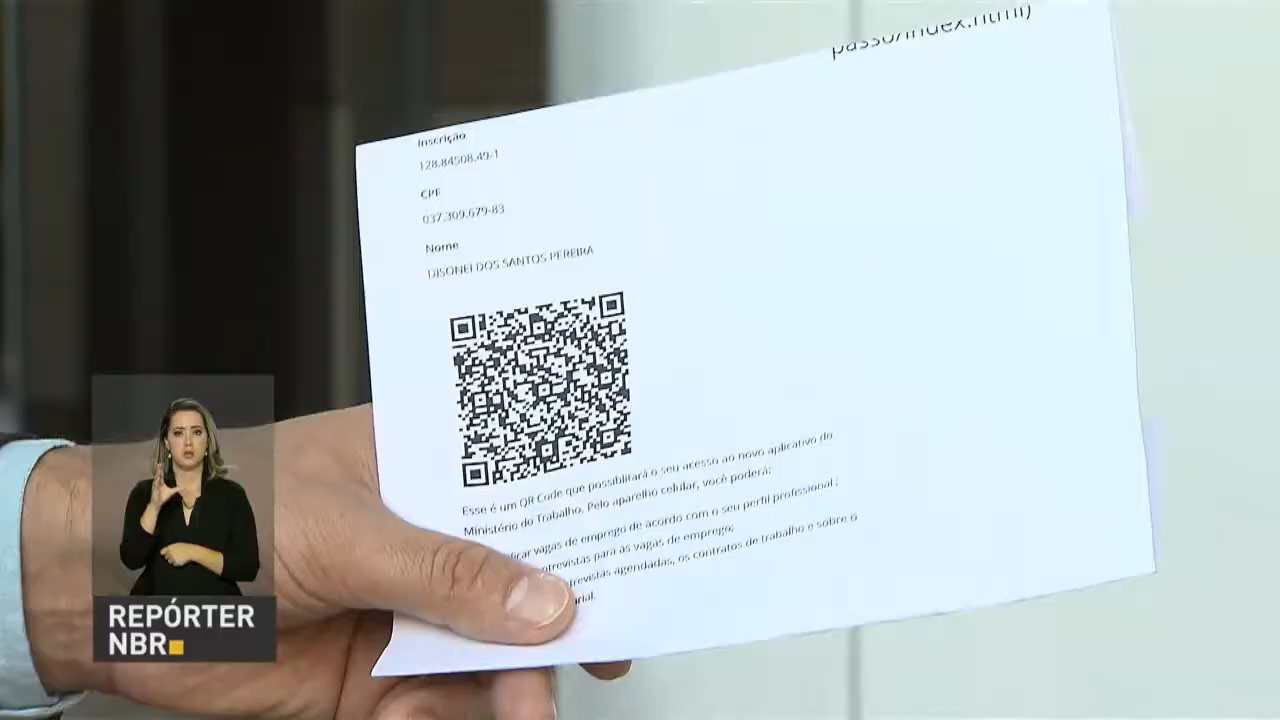 passo/index.html)
Inscrição
128.84508.49-1
CPF
037.309.679-83
Nome
DISONEI DOS SANTOS PEREIRA
Esse é um QR Code que possiblitará o seu acesso ao novo aplicativo do
Ministério do Trabalho. Pelo aparelho celular, você poderá:
vagas de emprego de acordo com o seu perfil profissional;
para as vagas de emprego;
agendadas, os contratos de trabalho e sobre o
REPÓRTER
NBR